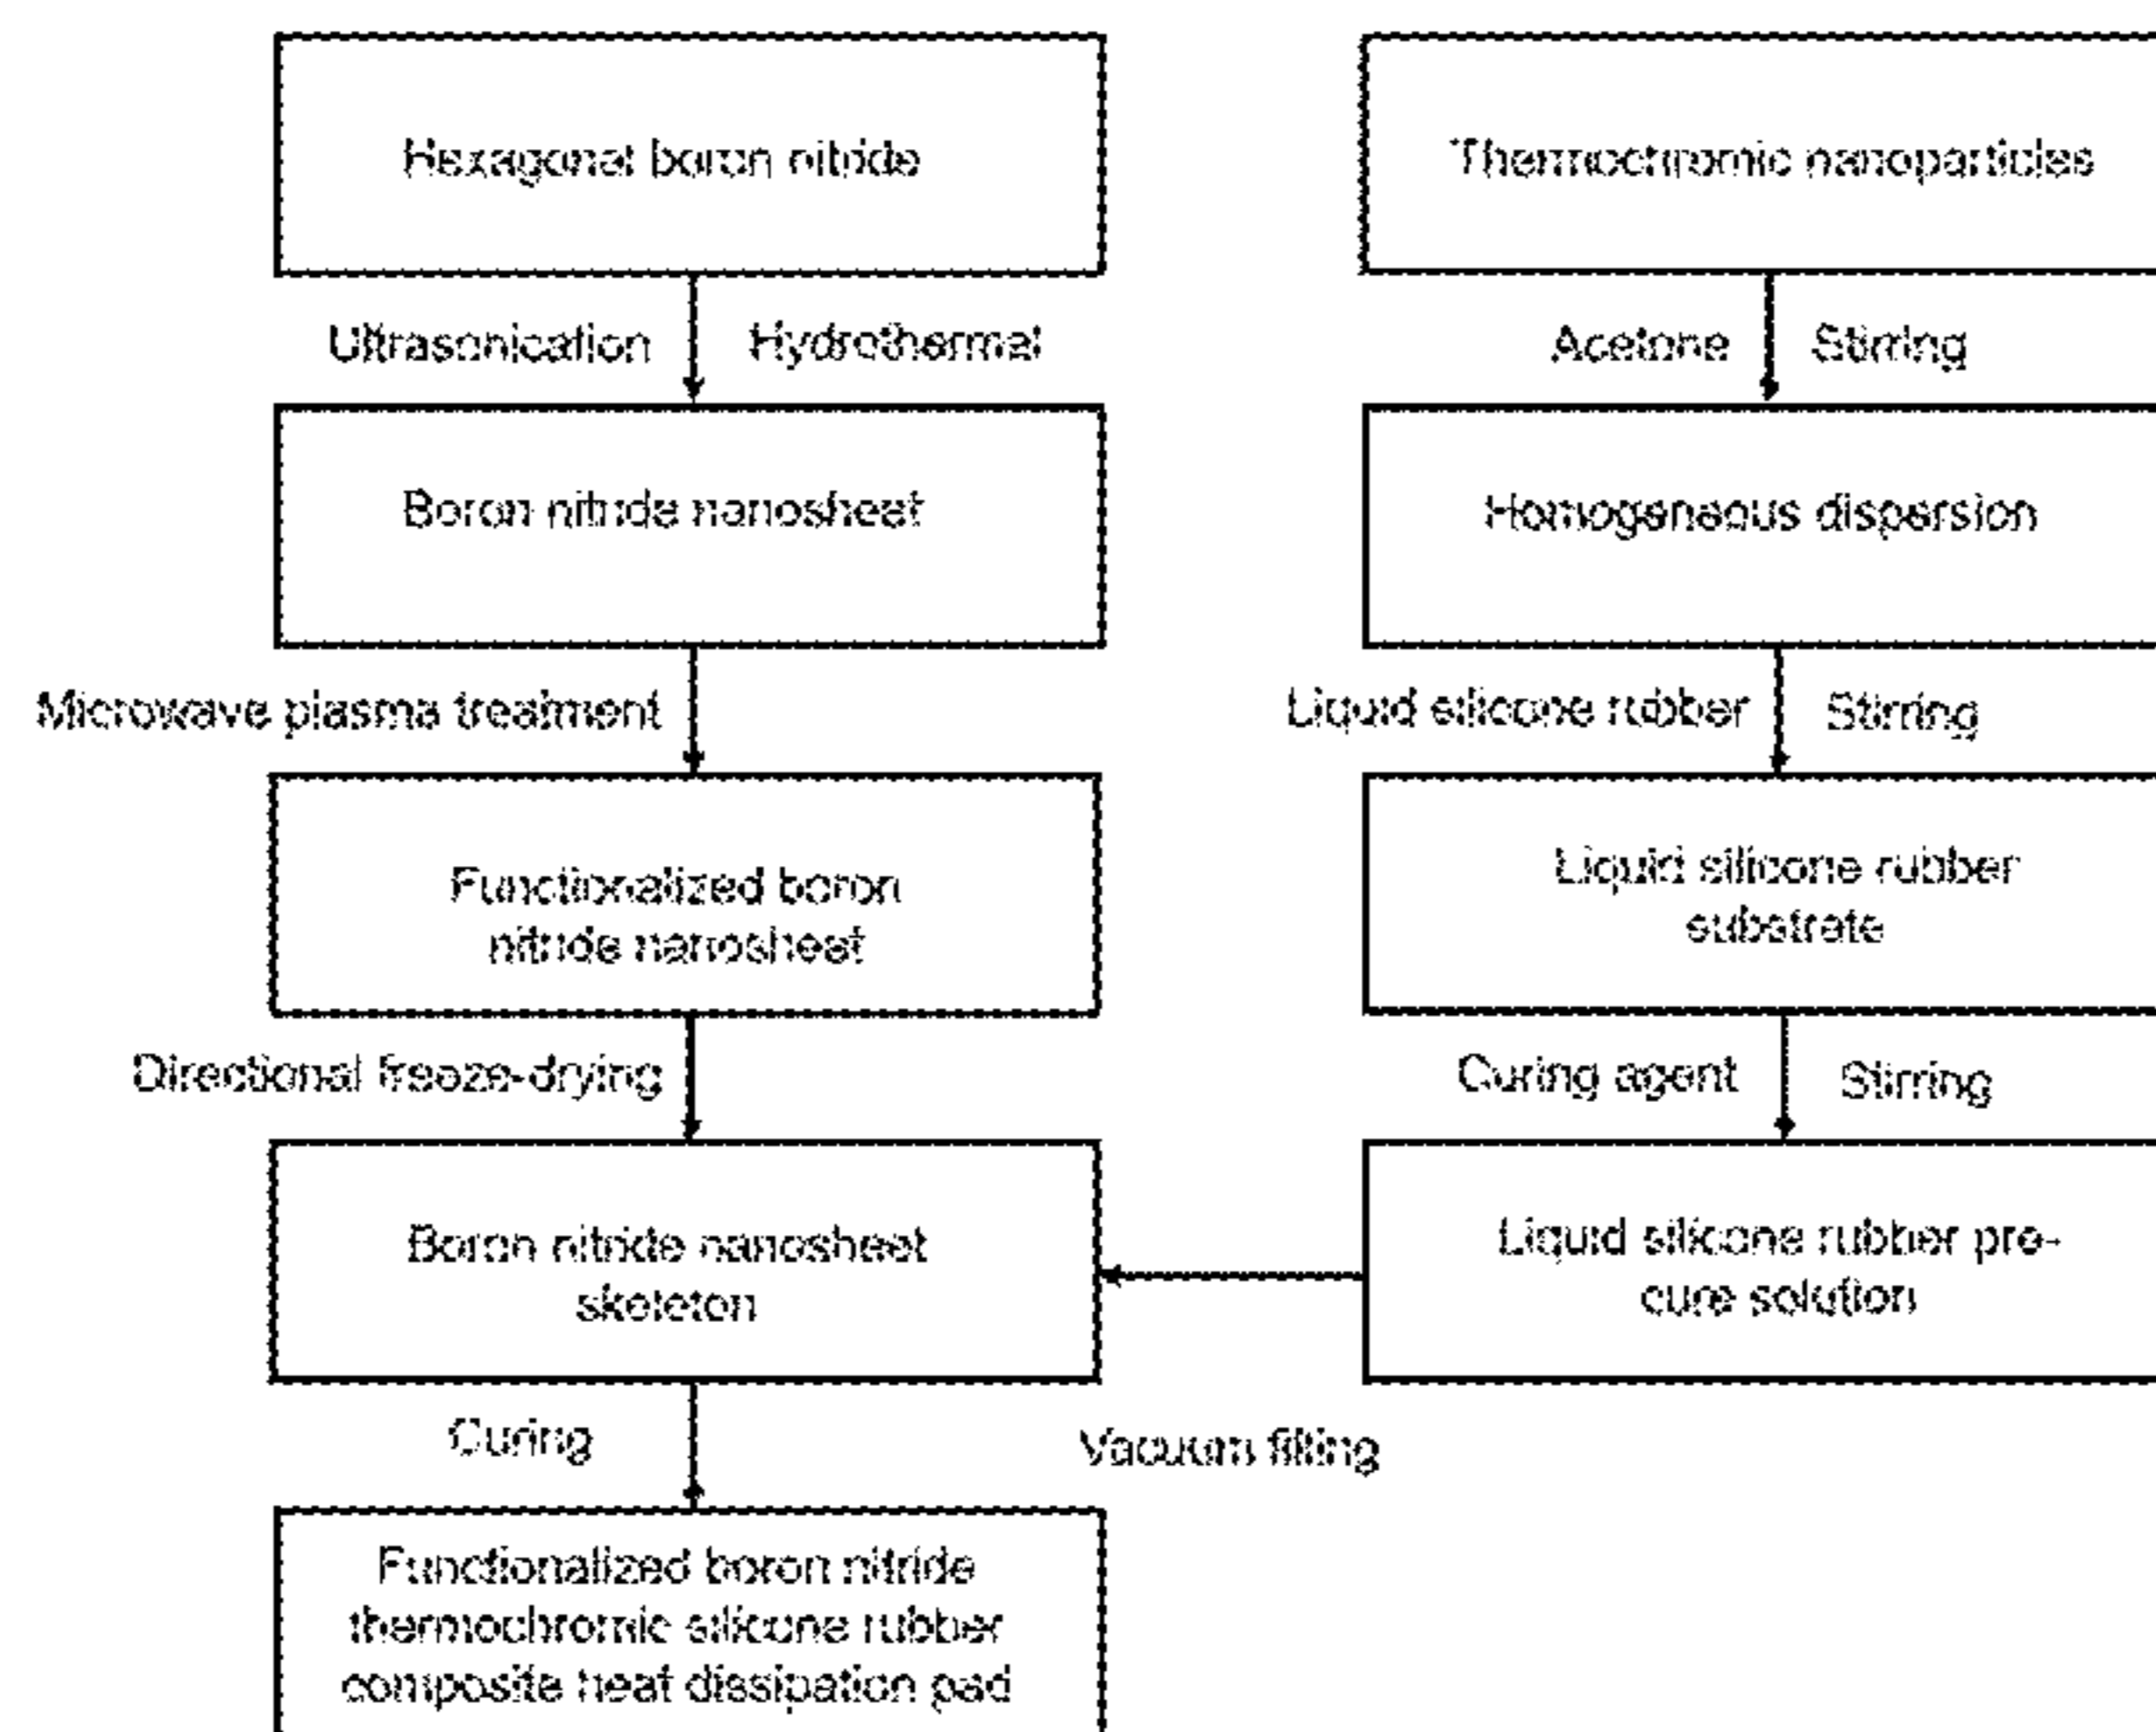 Hexagonal boron nitride
Thermochromic nanoparticles
Ultrasonication
Hydrothermal
Acetone
Stirring
Boron nitride nanosheet
Homogeneous dispersion
Microwave plasma treatment
Liquid silicone rubber
Stirring
Functionalized boron
nitride nanosheet
Liquid silicone rubber
substrate
Directional freeze-drying
Curing agent
Stirring
Boron nitride nanosheet
skeleton
Liquid silicone rubber pre-
cure solution
Curing
Vacuum filling
Functionalized boron nitride
thermochromic silicone rubber
composite heat dissipation pad